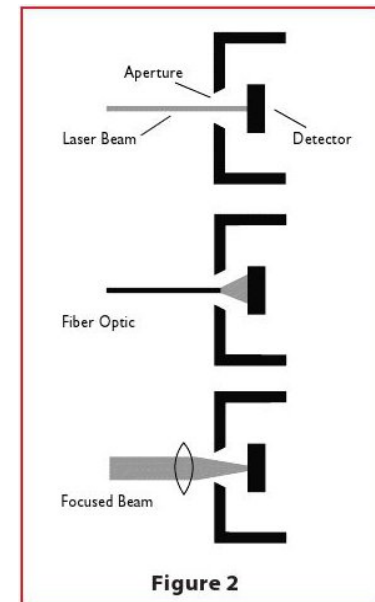 Aperture
Laser Beam
Detector
Fiber Optic
Focused Beam
Figure 2